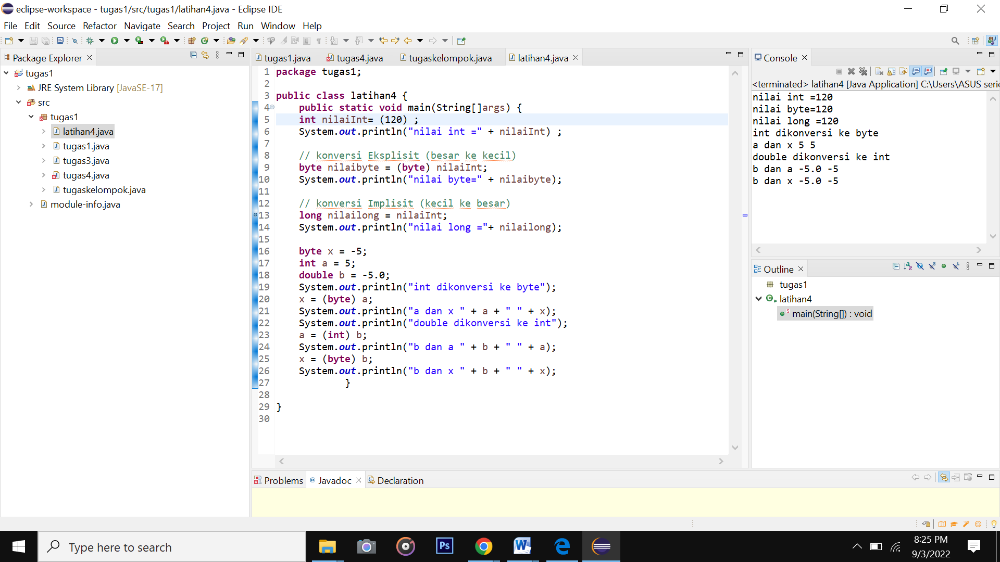 eclipse-workspace - tugas1/src/tugas1/latihan4.java - Eclipse IDE
File Edit Source Refactor Navigate Search Project Run Window Help
Package Explorer
tugas1
JRE System Library [JavaSE-17]
src
tugas1
latihan4.java
tugas1.java
tugas3.java
tugas4.java
tugaskelompok.java
module-info.java
tugas1.java tugas4.java tugaskelompok.java latihan4.java
1 package tugas1;
2
3 public class latihan4 {
4 public static void main(String[]args) {
5 int nilaiInt= (120) ;
6 System.out.println("nilai int =" + nilaiInt) ;
7
8 // konversi Eksplisit (besar ke kecil)
9 byte nilaibyte = (byte) nilaiInt;
10 System.out.println("nilai byte=" + nilaibyte);
11
12 // konversi Implisit (kecil ke besar)
13 long nilailong = nilaiInt;
14 System.out.println("nilai long ="+ nilailong);
15
16 byte x = -5;
17 int a = 5;
18 double b = -5.0;
19 System.out.println("int dikonversi ke byte");
20 x = (byte) a;
21 System.out.println("a dan x " + a + " " + x);
22 System.out.println("double dikonversi ke int");
23 a = (int) b;
24 System.out.println("b dan a " + b + " " + a);
25 x = (byte) b;
26 System.out.println("b dan x " + b + " " + x);
27 }
28
29 }
30
Console
<terminated> latihan4 [Java Application] C:\Users\ASUS serie
nilai int =120
nilai byte=120
nilai long =120
int dikonversi ke byte
a dan x 5 5
double dikonversi ke int
b dan a -5.0 -5
b dan x -5.0 -5
Outline
tugas1
latihan4
main(String[]) : void
Problems Javadoc Declaration
Type here to search
Ps
8:25 PM
9/3/2022